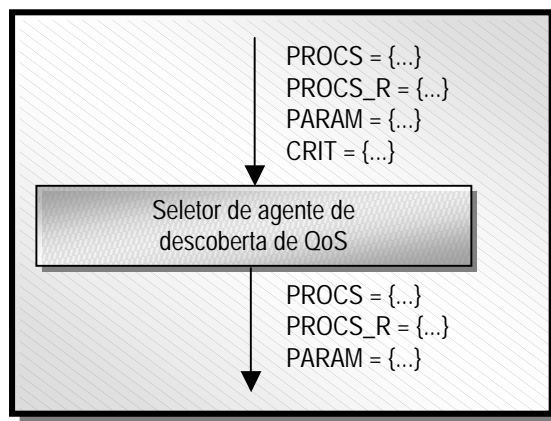 PROCS = {...}
PROCS_R = {...}
PARAM = {...}
CRIT = {...}
Seletor de agente de
descoberta de QoS
PROCS = {...}
PROCS_R = {...}
PARAM = {...}